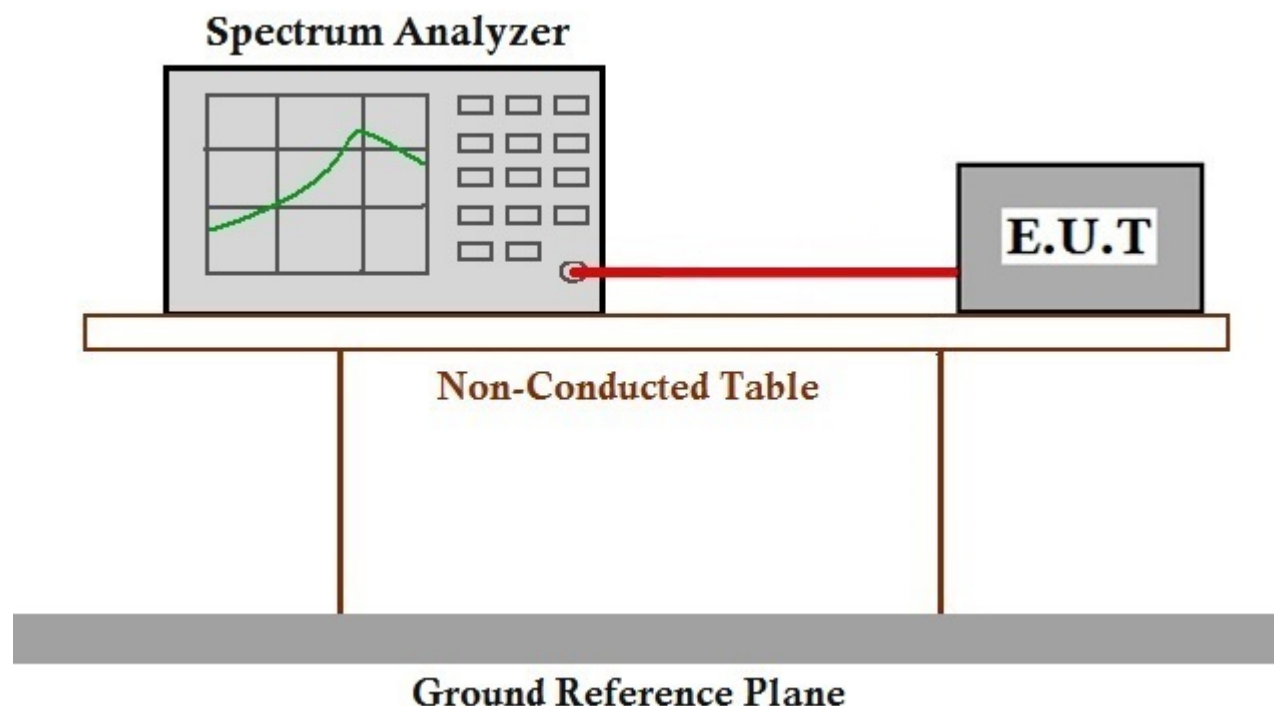 Spectrum Analyzer
E.U.T
Non-Conducted Table
Ground Reference Plane